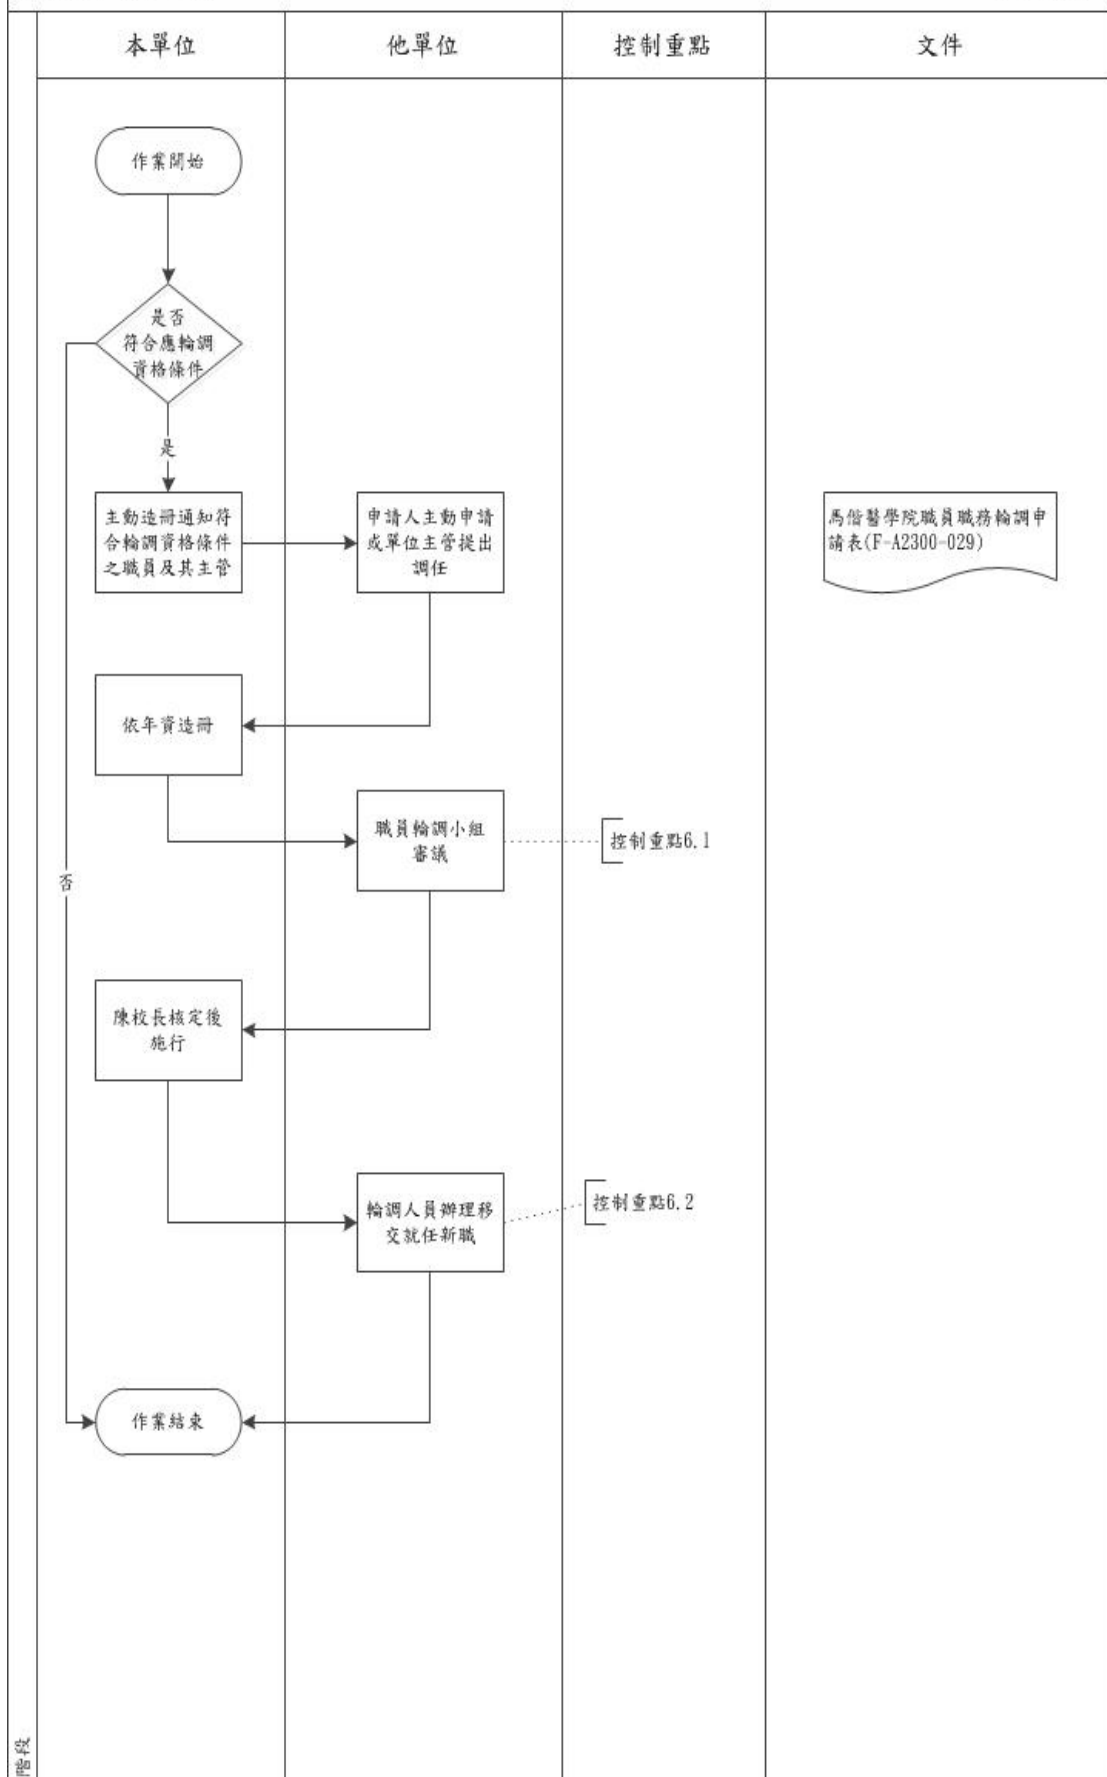 本單位
他單位
控制重點
文件
作業開始
是否
符合應輪調
資格條件
是
主動造冊通知符
合輪調資格條件
之職員及其主管
申請人主動申請
或單位主管提出
調任
馬偕醫學院職員職務輪調申
請表(F-A2300-029)
依年資造冊
職員輪調小組
審議
控制重點6.1
否
陳校長核定後
施行
輪調人員辦理移
交就任新職
控制重點6.2
作業結束
階段